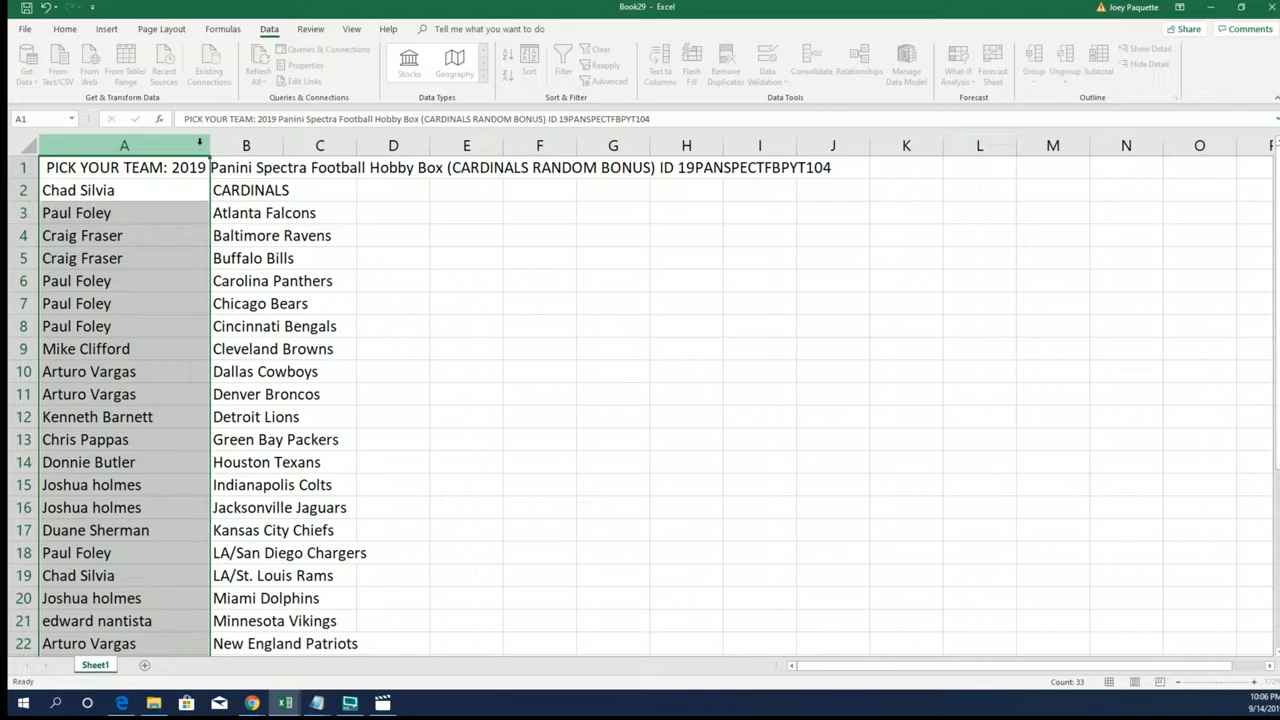 Book29 - Excel
Joey Paquette
File Home Insert Page Layout Formulas Data Review View Help Tell me what you want to do
Share Comments
Get Data
From Text/CSV
From Web
From Table/ Range
Recent Sources
Existing Connections
Refresh All
Queries & Connections
Properties
Edit Links
Stocks
Geography
Sort
Filter
Clear
Reapply
Advanced
Text to Columns
Flash Fill
Remove Duplicates
Data Validation
Consolidate
Relationships
Manage Data Model
What-If Analysis
Forecast Sheet
Group
Ungroup
Subtotal
Show Detail
Hide Detail
Get & Transform Data Queries & Connections Data Types Sort & Filter Data Tools Forecast Outline
A1 fx PICK YOUR TEAM: 2019 Panini Spectra Football Hobby Box (CARDINALS RANDOM BONUS) ID 19PANSPECTFBPYT104
A B C D E F G H I J K L M N O
1 PICK YOUR TEAM: 2019 Panini Spectra Football Hobby Box (CARDINALS RANDOM BONUS) ID 19PANSPECTFBPYT104
2 Chad Silvia CARDINALS
3 Paul Foley Atlanta Falcons
4 Craig Fraser Baltimore Ravens
5 Craig Fraser Buffalo Bills
6 Paul Foley Carolina Panthers
7 Paul Foley Chicago Bears
8 Paul Foley Cincinnati Bengals
9 Mike Clifford Cleveland Browns
10 Arturo Vargas Dallas Cowboys
11 Arturo Vargas Denver Broncos
12 Kenneth Barnett Detroit Lions
13 Chris Pappas Green Bay Packers
14 Donnie Butler Houston Texans
15 Joshua holmes Indianapolis Colts
16 Joshua holmes Jacksonville Jaguars
17 Duane Sherman Kansas City Chiefs
18 Paul Foley LA/San Diego Chargers
19 Chad Silvia LA/St. Louis Rams
20 Joshua holmes Miami Dolphins
21 edward nantista Minnesota Vikings
22 Arturo Vargas New England Patriots
Sheet1
Ready Count: 33
10:06 PM